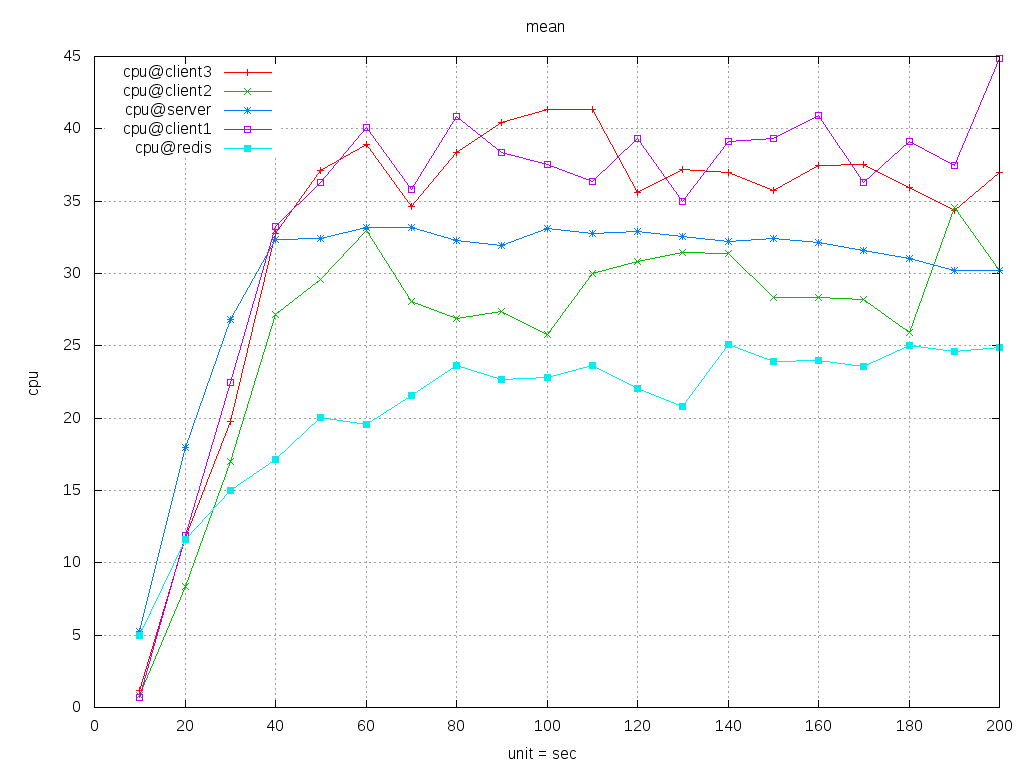 mean
45
40
35
30
25
20
15
10
5
0
cpu
cpu@client3
cpu@client2
cpu@server
cpu@client1
cpu@redis
0 20 40 60 80 100 120 140 160 180 200
unit = sec